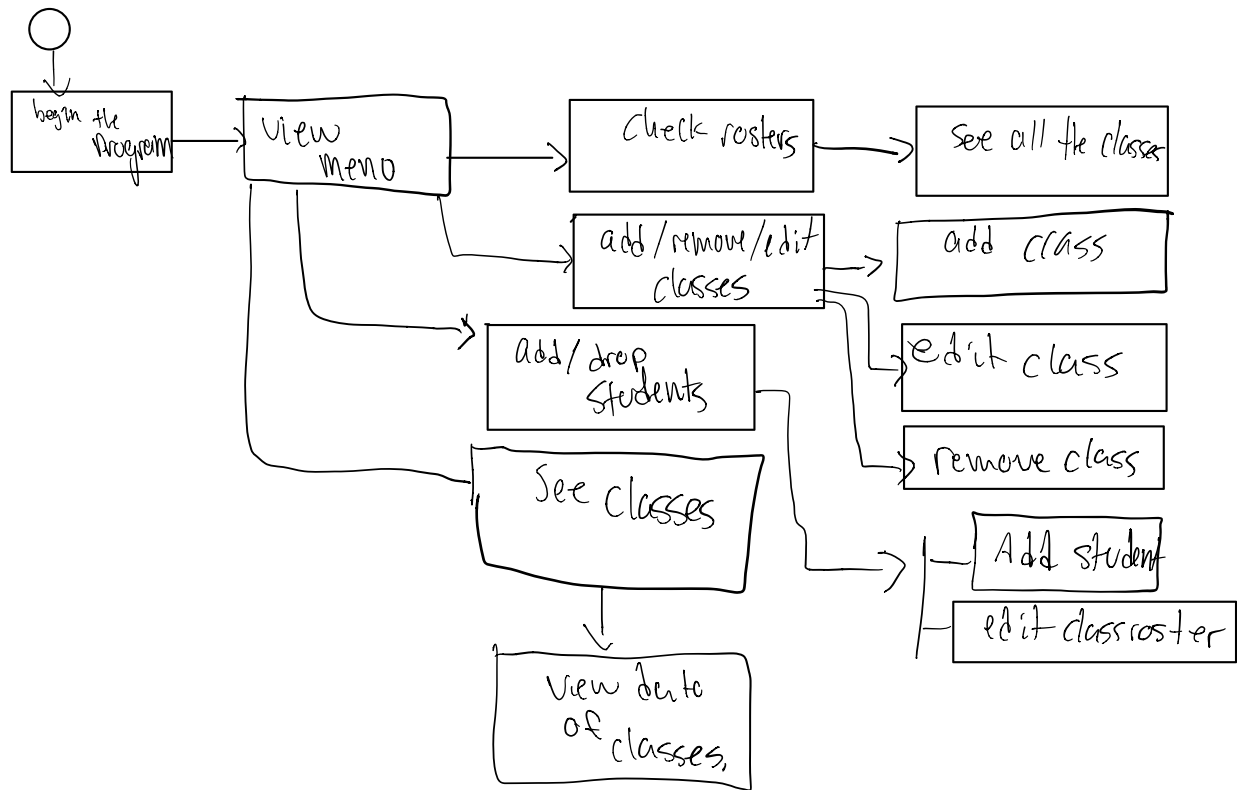 begin the
Program
view
meno
Check rosters
See all the classes
add/remove/edit
classes
add class
edit class
remove class
add/drop
students
See classes
Add student
edit classroster
View data
of
classes.